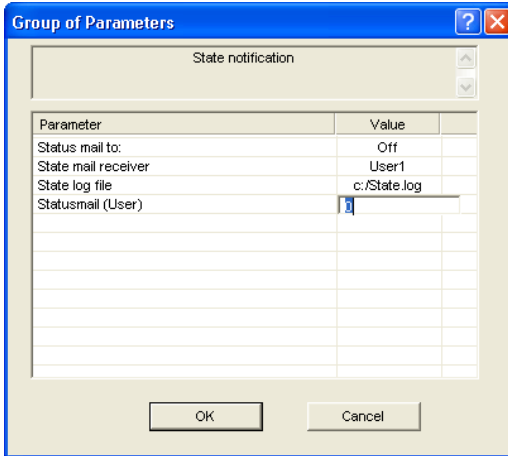 Group of Parameters
State notification
Parameter Value
Status mail to: Off
State mail receiver User1
State log file c:/State.log
Statusmail (User) 0
OK Cancel